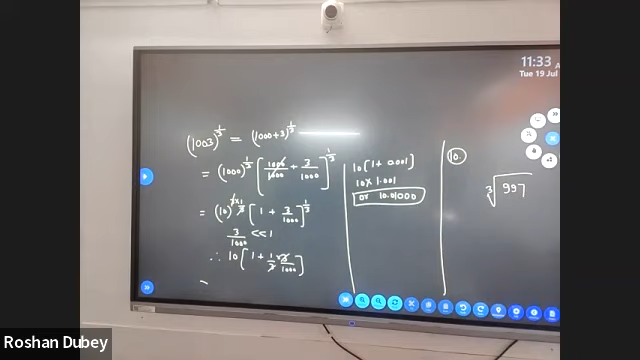 11:33
Tue 19 Jul
(1003)^{1/3} = (1000+3)^{1/3}
= (1000)^{1/3} [1000/1000 + 3/1000]^{1/3}
= (10)^{3×1/3} [1 + 3/1000]^{1/3}
3/1000 << 1
∴ 10[1 + 1/3 × 3/1000]
10[1 + 0.001]
10 × 1.001
or 10.01000
10.
∛997
Roshan Dubey